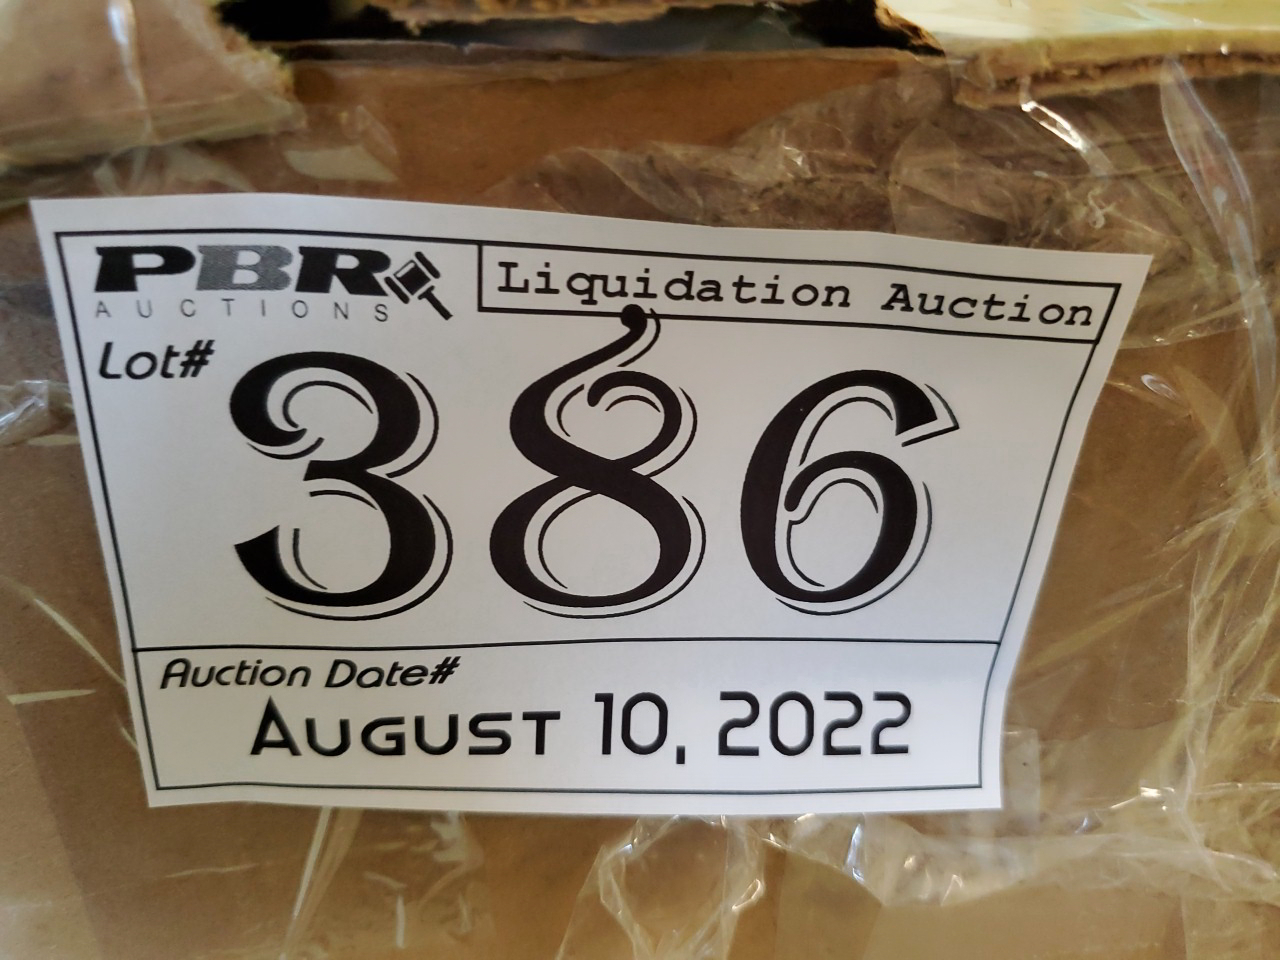 PBR
AUCTIONS
Liquidation Auction
Lot#
386
Auction Date#
August 10, 2022